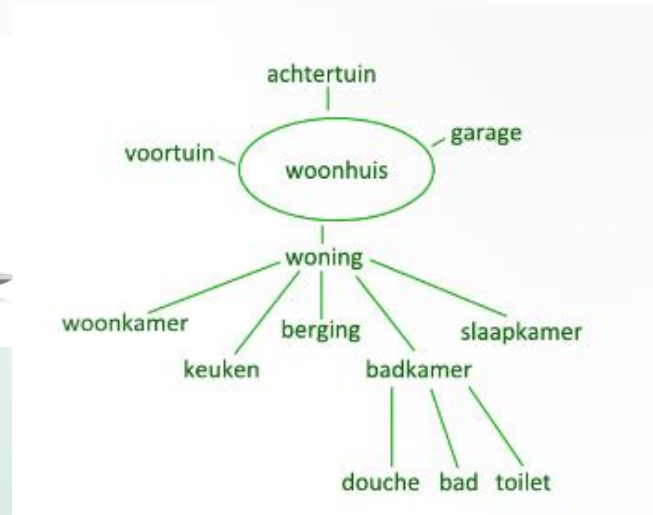 achtertuin
garage
voortuin
woonhuis
woning
woonkamer
berging
slaapkamer
keuken
badkamer
douche bad toilet